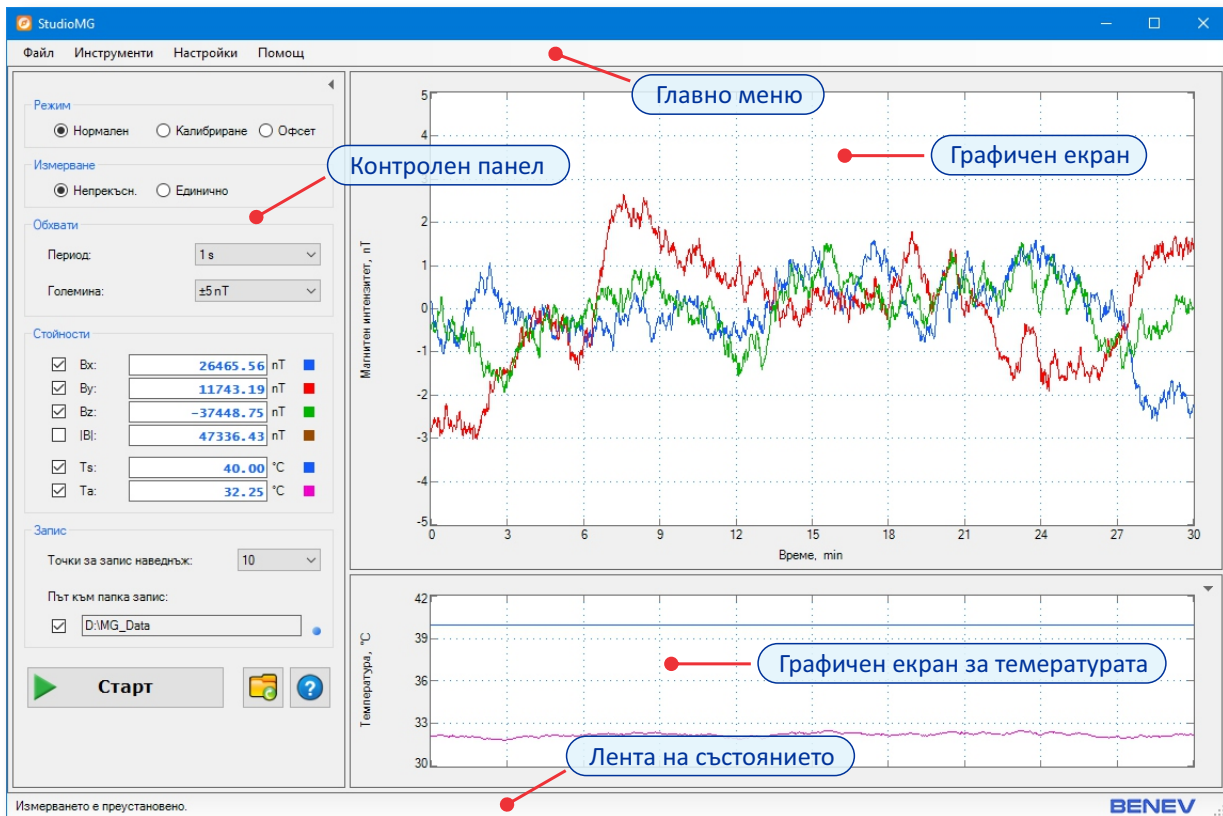 StudioMG
Файл Инструменти Настройки Помощ
Главно меню
Режим
Нормален Калибриране Офсет
Измерване
Непрекъсн. Единично
Контролен панел
Обхвати
Период: 1 s
Големина: ±5 nT
Стойности
Bx: 26465.56 nT
By: 11743.19 nT
Bz: -37448.75 nT
|B|: 47336.43 nT
Ts: 40.00 °C
Ta: 32.25 °C
Запис
Точки за запис наведнъж: 10
Път към папка запис:
D:\MG_Data
Старт
Графичен екран
Магнитен интензитет, nT
5
4
3
2
1
0
-1
-2
-3
-4
-5
0 3 6 9 12 15 18 21 24 27 30
Време, min
Температура, °C
42
39
36
33
30
Графичен екран за темературата
Лента на състоянието
Измерването е преустановено.
BENEV